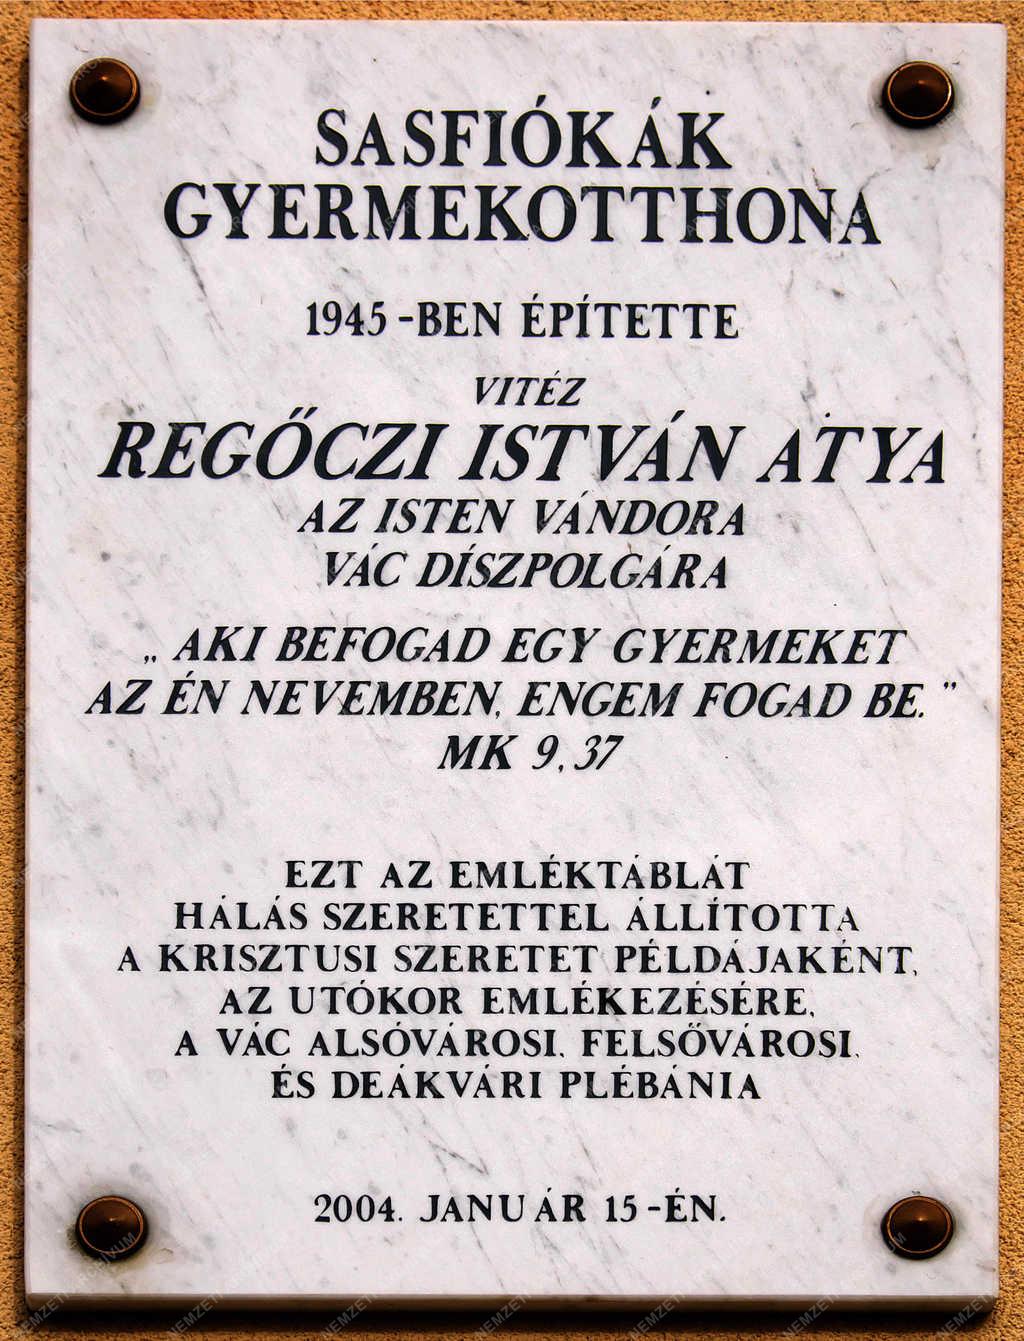 SASFIÓKÁK
GYERMEKOTTHONA
1945-BEN ÉPÍTETTE
VITÉZ
REGŐCZI ISTVÁN ATYA
AZ ISTEN VÁNDORA
VÁC DÍSZPOLGÁRA
„AKI BEFOGAD EGY GYERMEKET
AZ ÉN NEVEMBEN, ENGEM FOGAD BE.”
MK 9,37
EZT AZ EMLÉKTÁBLÁT
HÁLÁS SZERETETTEL ÁLLÍTOTTA
A KRISZTUSI SZERETET PÉLDÁJAKÉNT,
AZ UTÓKOR EMLÉKEZÉSÉRE,
A VÁC ALSÓVÁROSI, FELSŐVÁROSI,
ÉS DEÁKVÁRI PLÉBÁNIA
2004. JANUÁR 15-ÉN.